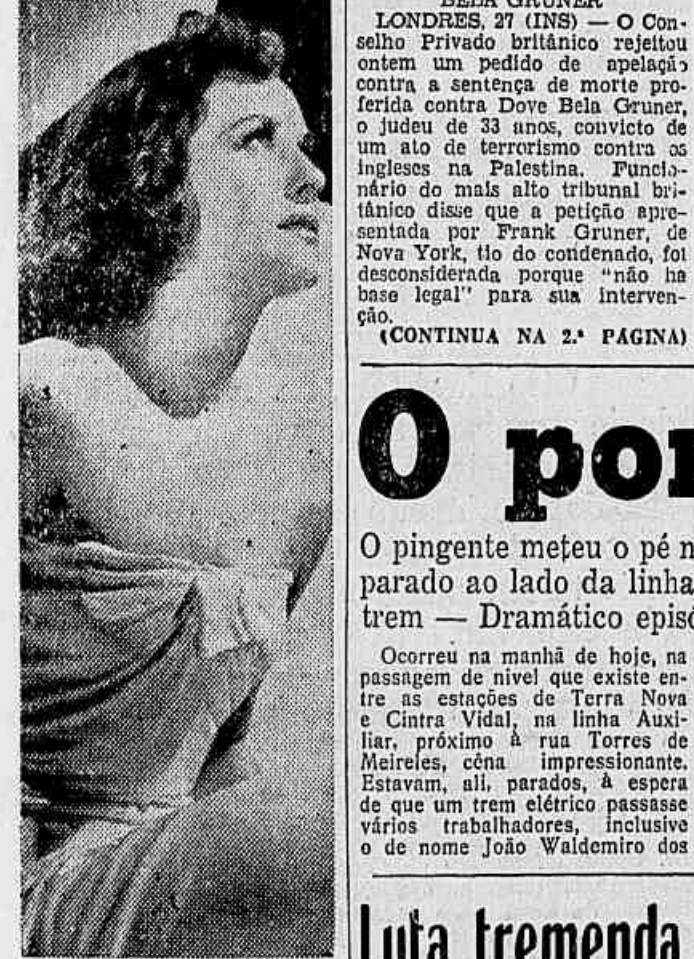 BELA GRUNER
LONDRES, 27 (INS) — O Con-
selho Privado britânico rejeitou
ontem um pedido de apelação
contra a sentença de morte pro-
ferida contra Dove Bela Gruner,
o judeu de 33 anos, convicto de
um ato de terrorismo contra os
ingleses na Palestina. Funcio-
nário do mais alto tribunal bri-
tânico disse que a petição apre-
sentada por Frank Gruner, de
Nova York, tio do condenado, foi
desconsiderada porque "não ha
base legal" para sua interven-
ção.
(CONTINUA NA 2.ª PÁGINA)
O por
O pingente meteu o pé n
parado ao lado da linha
trem — Dramático episó
Ocorreu na manhã de hoje, na
passagem de nivel que existe en-
tre as estações de Terra Nova
e Cintra Vidal, na linha Auxi-
liar, próximo à rua Torres de
Meireles, cêna impressionante.
Estavam, ali, parados, à espera
de que um trem elétrico passasse
vários trabalhadores, inclusive
o de nome João Waldemiro dos
Luta tremenda